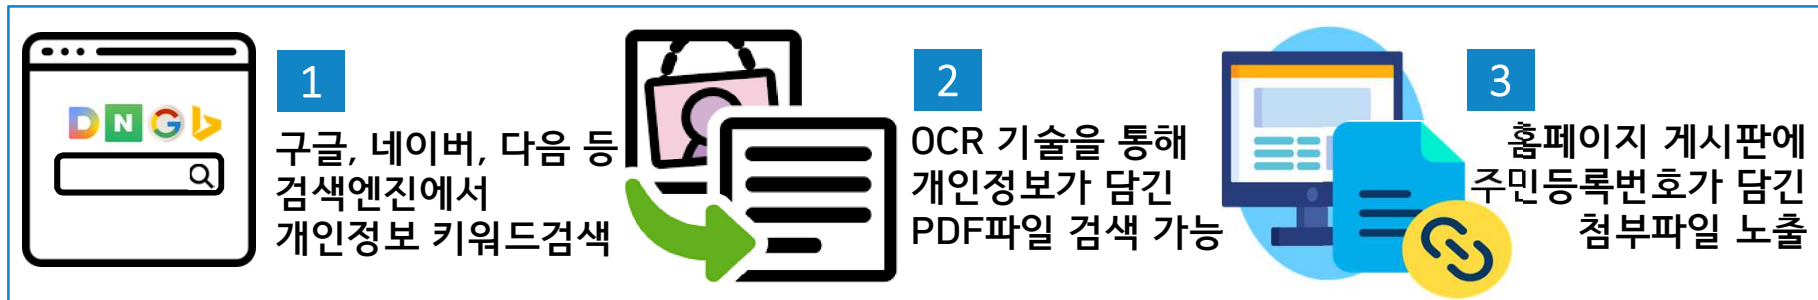 D N G b
1
구글, 네이버, 다음 등
검색엔진에서
개인정보 키워드검색
2
OCR 기술을 통해
개인정보가 담긴
PDF파일 검색 가능
3
홈페이지 게시판에
주민등록번호가 담긴
첨부파일 노출